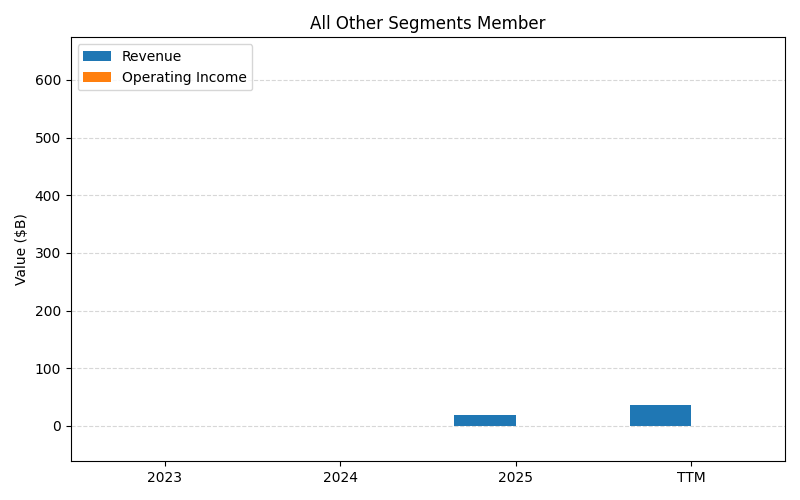 All Other Segments Member
Revenue
Operating Income
Value ($B)
600
500
400
300
200
100
0
2023 2024 2025 TTM